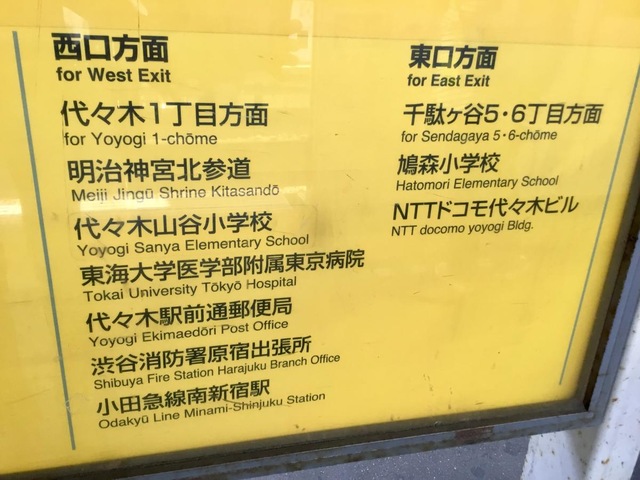 西口方面
for West Exit
代々木1丁目方面
for Yoyogi 1-chōme
明治神宮北参道
Meiji Jingū Shrine Kitasandō
代々木山谷小学校
Yoyogi Sanya Elementary School
東海大学医学部附属東京病院
Tokai University Tōkyō Hospital
代々木駅前通郵便局
Yoyogi Ekimaedōri Post Office
渋谷消防署原宿出張所
Shibuya Fire Station Harajuku Branch Office
小田急線南新宿駅
Odakyū Line Minami-Shinjuku Station
東口方面
for East Exit
千駄ヶ谷5・6丁目方面
for Sendagaya 5・6-chōme
鳩森小学校
Hatomori Elementary School
NTTドコモ代々木ビル
NTT docomo yoyogi Bldg.